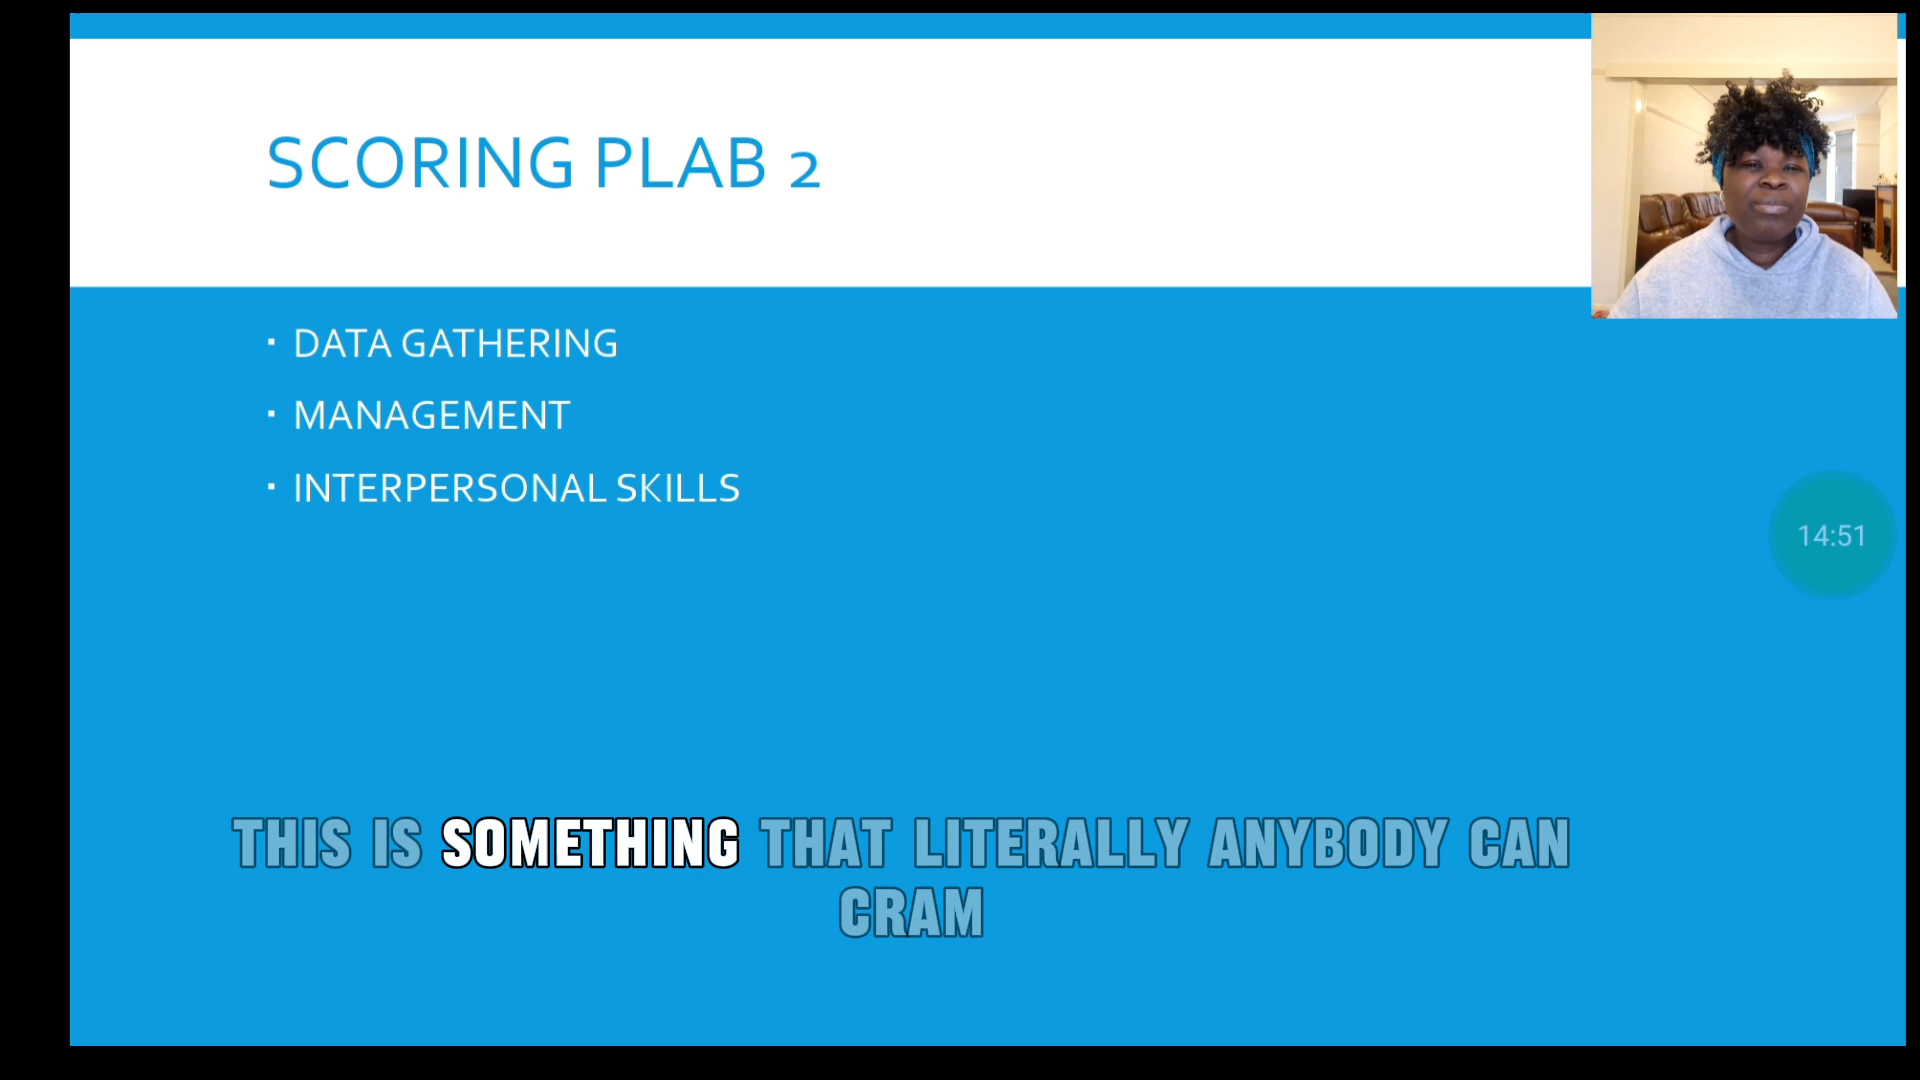 SCORING PLAB 2
▪ DATA GATHERING
▪ MANAGEMENT
▪ INTERPERSONAL SKILLS
14:51
THIS IS SOMETHING THAT LITERALLY ANYBODY CAN
CRAM